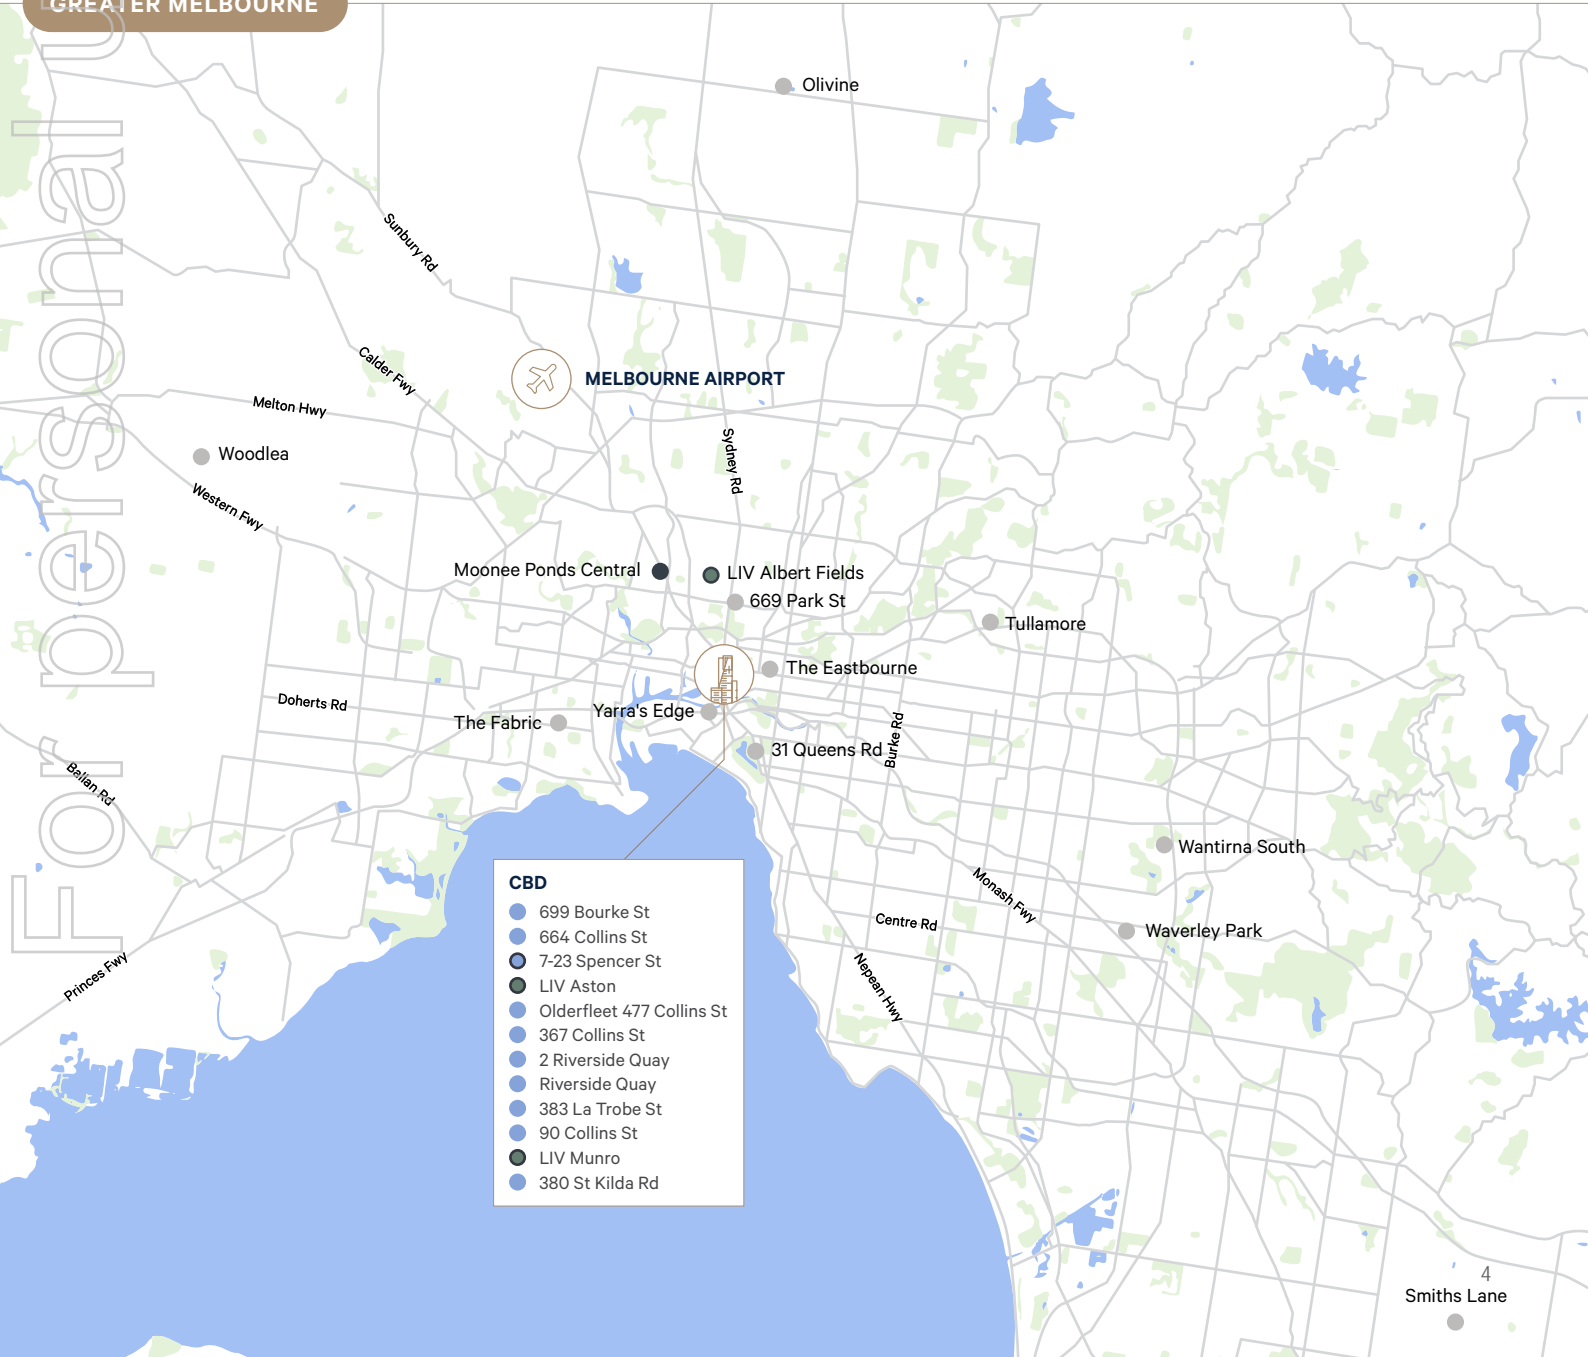 GREATER MELBOURNE
For personal u
Olivine
Sunbury Rd
Calder Fwy
MELBOURNE AIRPORT
Melton Hwy
Sydney Rd
Woodlea
Western Fwy
Moonee Ponds Central
LIV Albert Fields
669 Park St
Tullamore
The Eastbourne
Doherts Rd
Yarra's Edge
The Fabric
Burke Rd
31 Queens Rd
Ballan Rd
Wantirna South
Monash Fwy
Centre Rd
Waverley Park
Nepean Hwy
Princes Fwy
CBD
699 Bourke St
664 Collins St
7-23 Spencer St
LIV Aston
Olderfleet 477 Collins St
367 Collins St
2 Riverside Quay
Riverside Quay
383 La Trobe St
90 Collins St
LIV Munro
380 St Kilda Rd
4
Smiths Lane